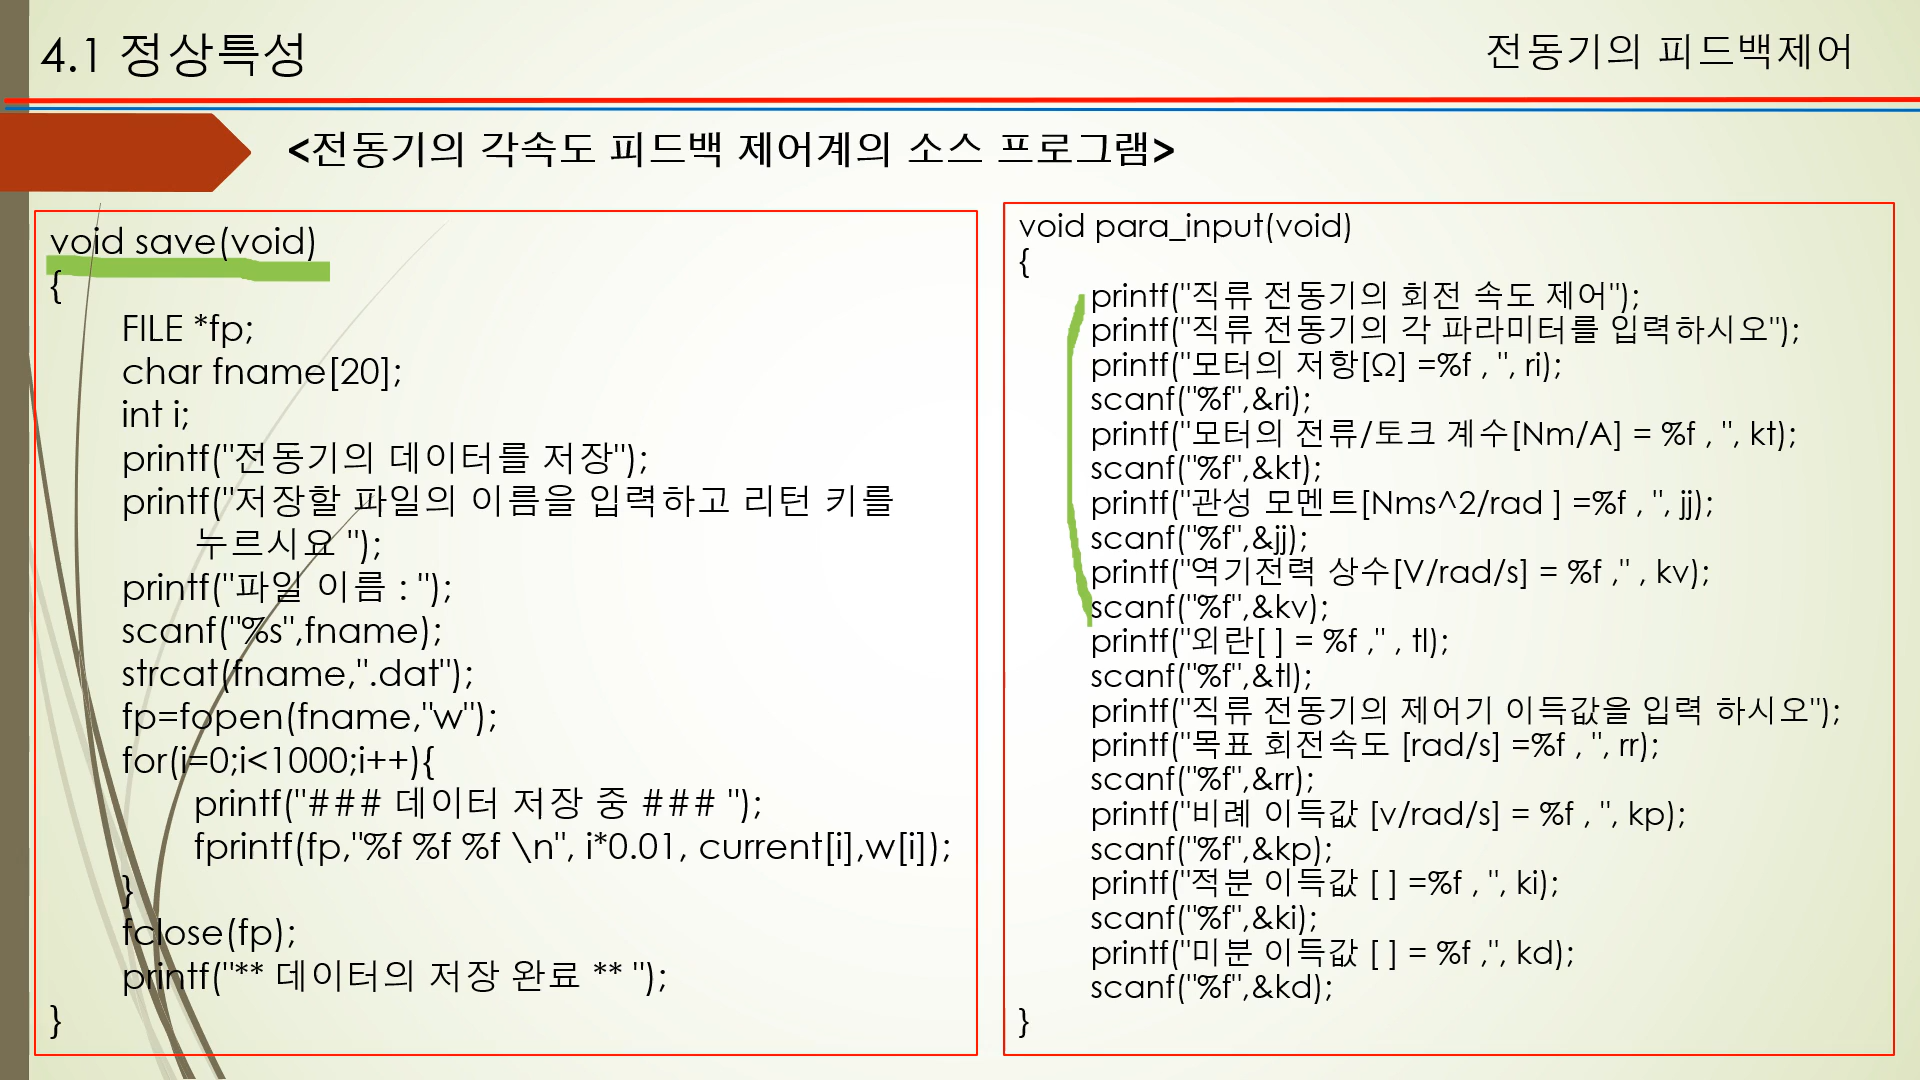 4.1 정상특성
전동기의 피드백제어
<전동기의 각속도 피드백 제어계의 소스 프로그램>
void save(void)
{
FILE *fp;
char fname[20];
int i;
printf("전동기의 데이터를 저장");
printf("저장할 파일의 이름을 입력하고 리턴 키를
누르시요 ");
printf("파일 이름 : ");
scanf("%s",fname);
strcat(fname,".dat");
fp=fopen(fname,"w");
for(i=0;i<1000;i++){
printf("### 데이터 저장 중 ### ");
fprintf(fp,"%f %f %f \n", i*0.01, current[i],w[i]);
}
fclose(fp);
printf("** 데이터의 저장 완료 ** ");
}
void para_input(void)
{
printf("직류 전동기의 회전 속도 제어");
printf("직류 전동기의 각 파라미터를 입력하시오");
printf("모터의 저항[Ω] =%f , ", ri);
scanf("%f",&ri);
printf("모터의 전류/토크 계수[Nm/A] = %f , ", kt);
scanf("%f",&kt);
printf("관성 모멘트[Nms^2/rad ] =%f , ", jj);
scanf("%f",&jj);
printf("역기전력 상수[V/rad/s] = %f ," , kv);
scanf("%f",&kv);
printf("외란[ ] = %f ," , tl);
scanf("%f",&tl);
printf("직류 전동기의 제어기 이득값을 입력 하시오");
printf("목표 회전속도 [rad/s] =%f , ", rr);
scanf("%f",&rr);
printf("비례 이득값 [v/rad/s] = %f , ", kp);
scanf("%f",&kp);
printf("적분 이득값 [ ] =%f , ", ki);
scanf("%f",&ki);
printf("미분 이득값 [ ] = %f ,", kd);
scanf("%f",&kd);
}